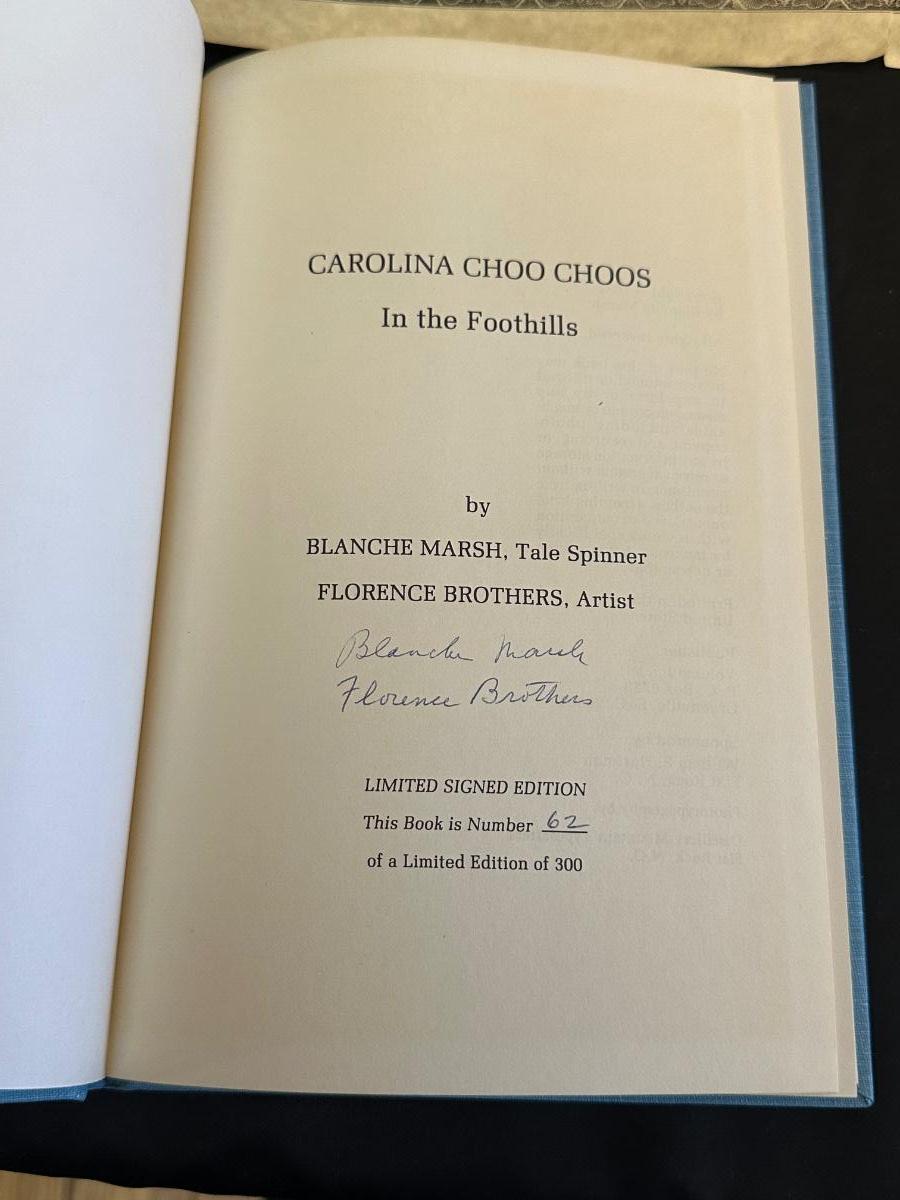 CAROLINA CHOO CHOOS
In the Foothills
by
BLANCHE MARSH, Tale Spinner
FLORENCE BROTHERS, Artist
Blanche Marsh
Florence Brothers
LIMITED SIGNED EDITION
This Book is Number 62
of a Limited Edition of 300